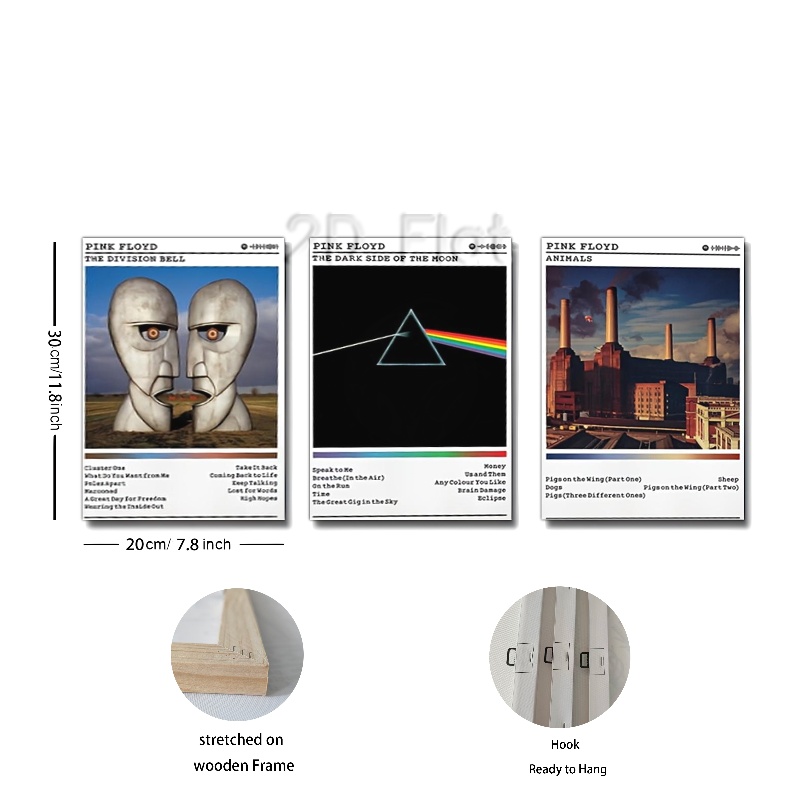 2D Flat
PINK FLOYD
THE DIVISION BELL
Cluster One
What Do You Want from Me
Poles Apart
Marooned
A Great Day for Freedom
Wearing the Inside Out
Take It Back
Coming Back to Life
Keep Talking
Lost for Words
High Hopes
PINK FLOYD
THE DARK SIDE OF THE MOON
Speak to Me
Breathe (In the Air)
On the Run
Time
The Great Gig in the Sky
Money
Us and Them
Any Colour You Like
Brain Damage
Eclipse
PINK FLOYD
ANIMALS
Pigs on the Wing (Part One)
Dogs
Pigs (Three Different Ones)
Sheep
Pigs on the Wing (Part Two)
30cm/11.8inch
20cm/ 7.8 inch
stretched on
wooden Frame
Hook
Ready to Hang